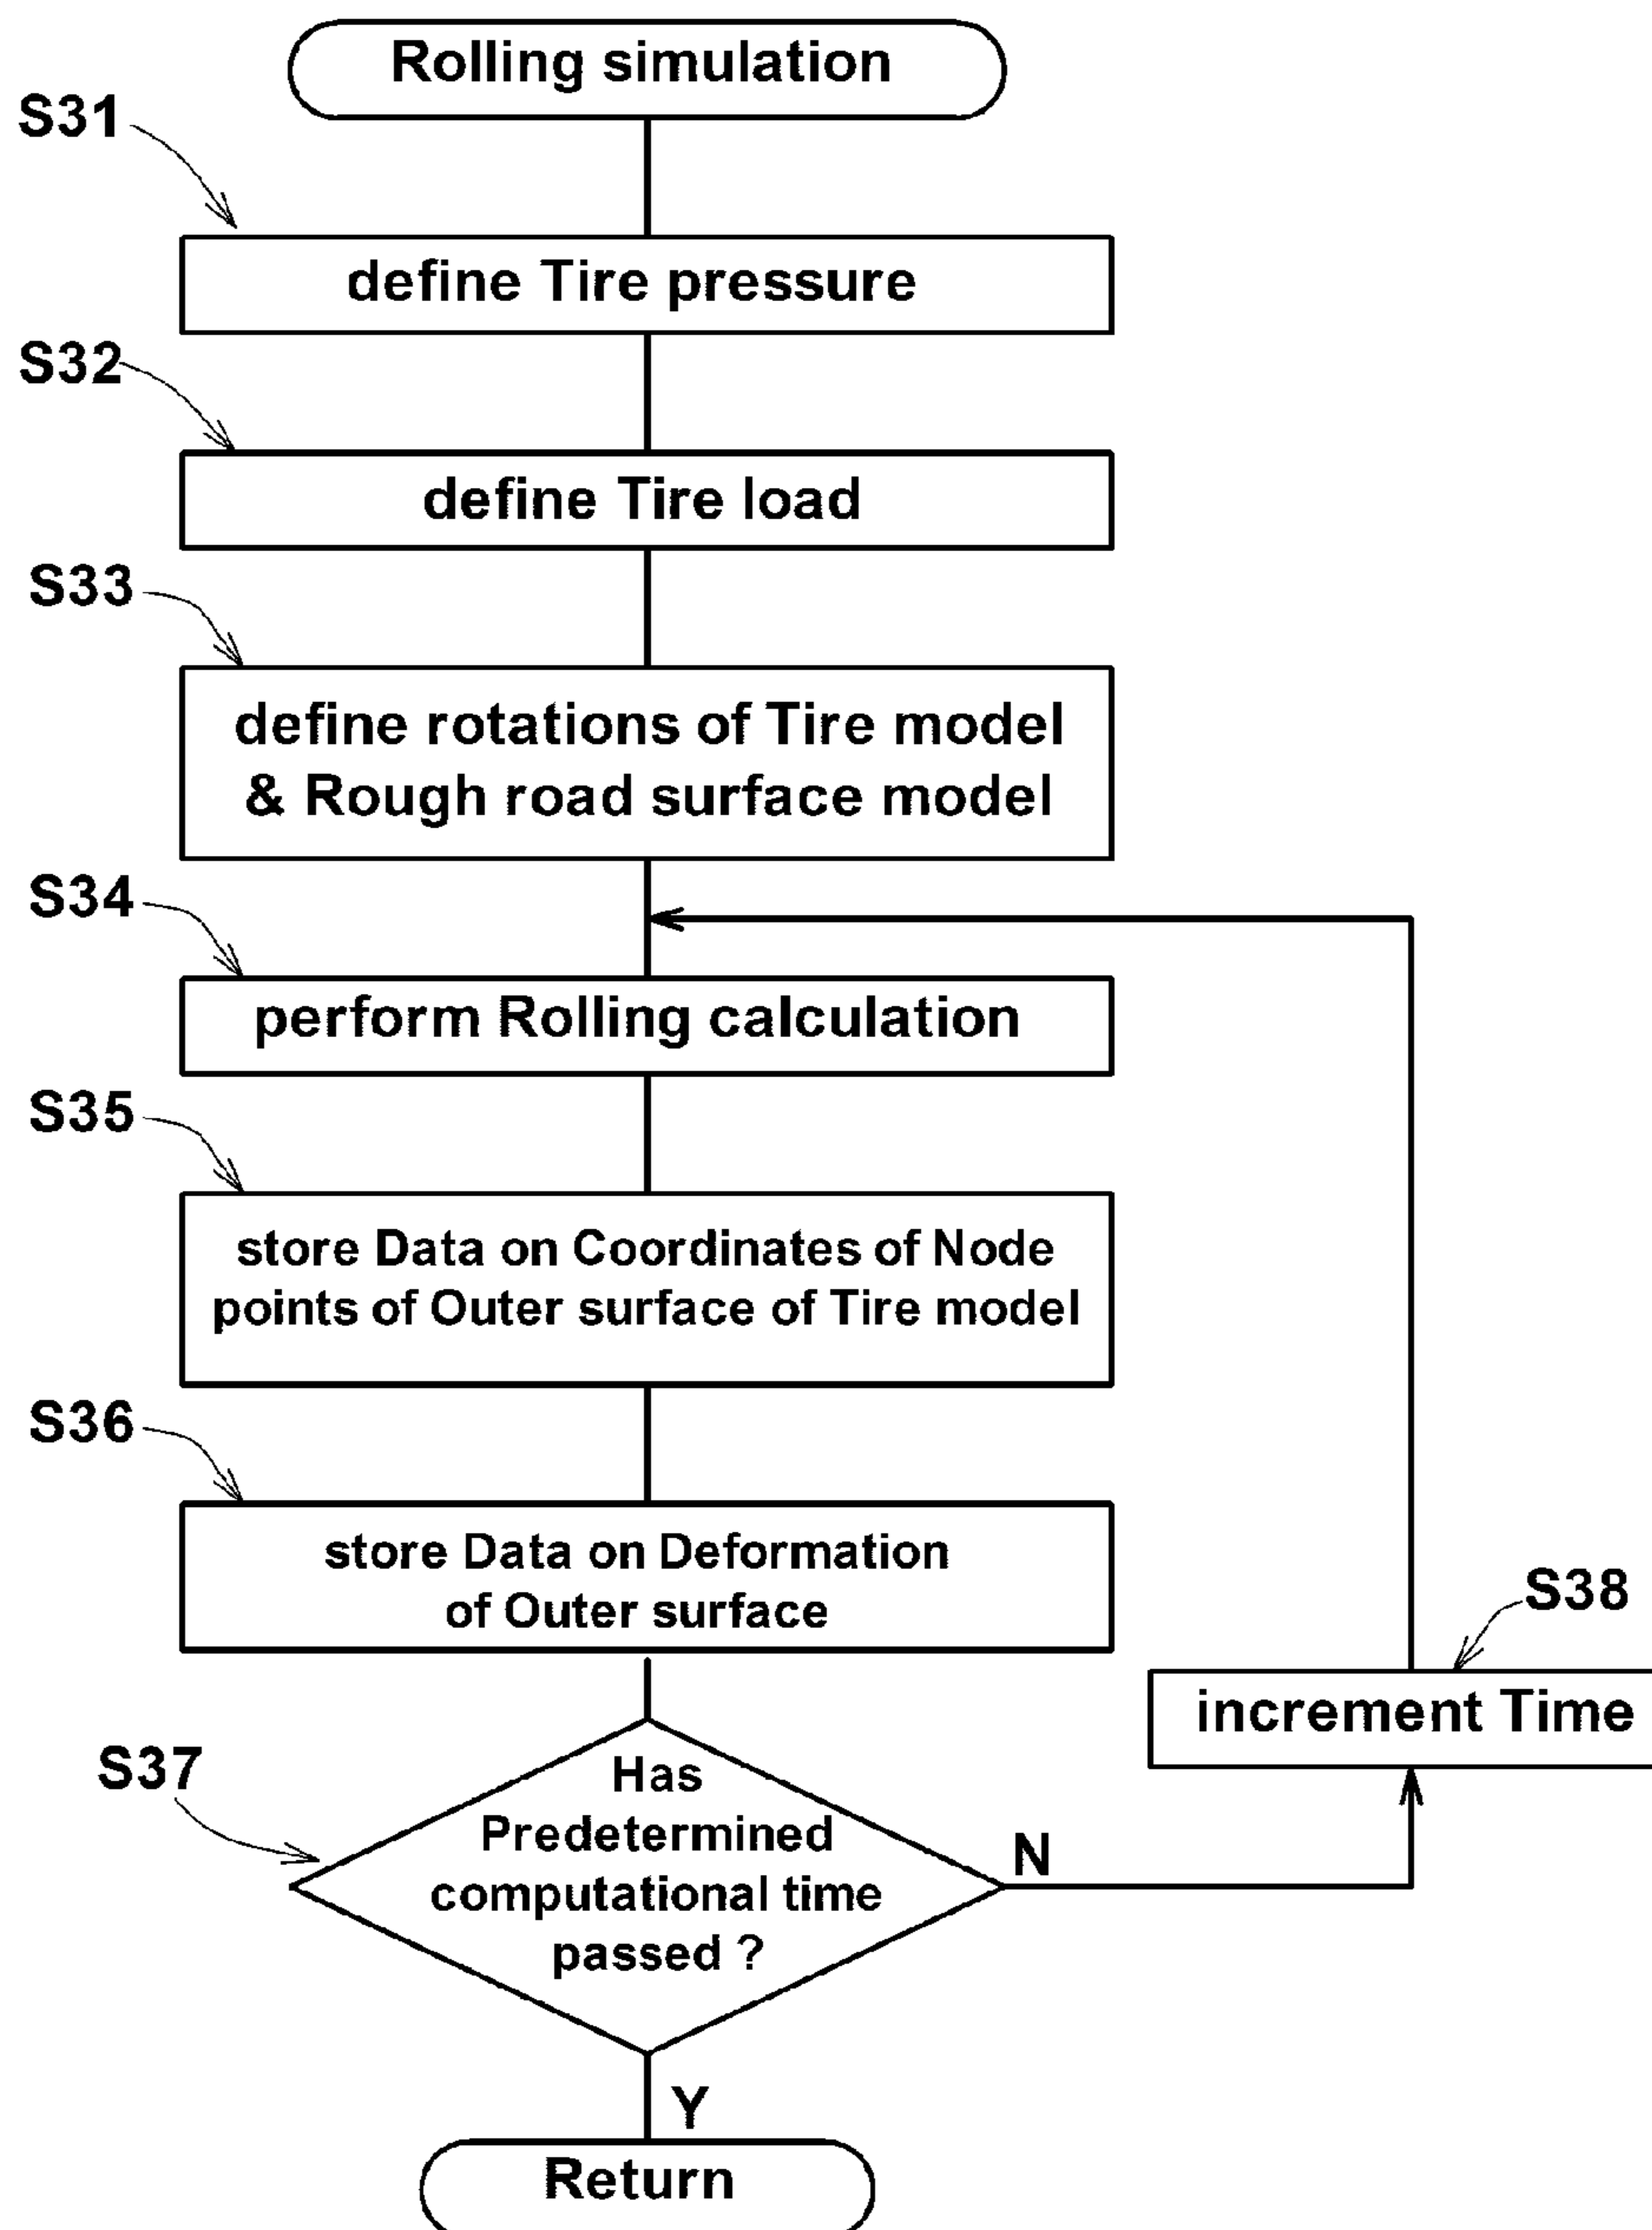 Rolling simulation
S31
define Tire pressure
S32
define Tire load
S33
define rotations of Tire model
& Rough road surface model
S34
perform Rolling calculation
S35
store Data on Coordinates of Node
points of Outer surface of Tire model
S36
store Data on Deformation
of Outer surface
S38
increment Time
S37
Has
Predetermined
computational time
passed ?
N
Y
Return